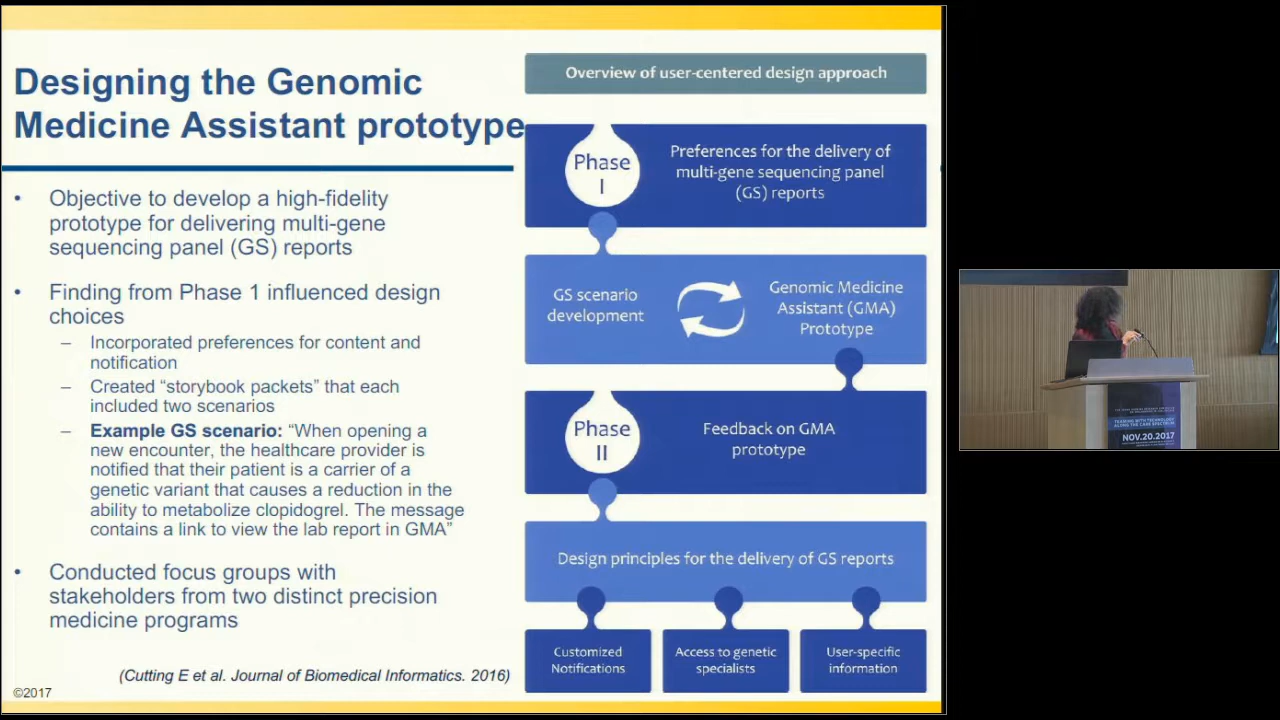 Designing the Genomic
Medicine Assistant prototype
• Objective to develop a high-fidelity
prototype for delivering multi-gene
sequencing panel (GS) reports
• Finding from Phase 1 influenced design
choices
– Incorporated preferences for content and
notification
– Created “storybook packets” that each
included two scenarios
– Example GS scenario: “When opening a
new encounter, the healthcare provider is
notified that their patient is a carrier of a
genetic variant that causes a reduction in the
ability to metabolize clopidogrel. The message
contains a link to view the lab report in GMA”
• Conducted focus groups with
stakeholders from two distinct precision
medicine programs
(Cutting E et al. Journal of Biomedical Informatics. 2016)
©2017
Overview of user-centered design approach
Phase
I
Preferences for the delivery of
multi-gene sequencing panel
(GS) reports
GS scenario
development
Genomic Medicine
Assistant (GMA)
Prototype
Phase
II
Feedback on GMA
prototype
Design principles for the delivery of GS reports
Customized
Notifications
Access to genetic
specialists
User-specific
information
TEAMING WITH TECHNOLOGY
ALONG THE CARE SPECTRUM
NOV.20.2017